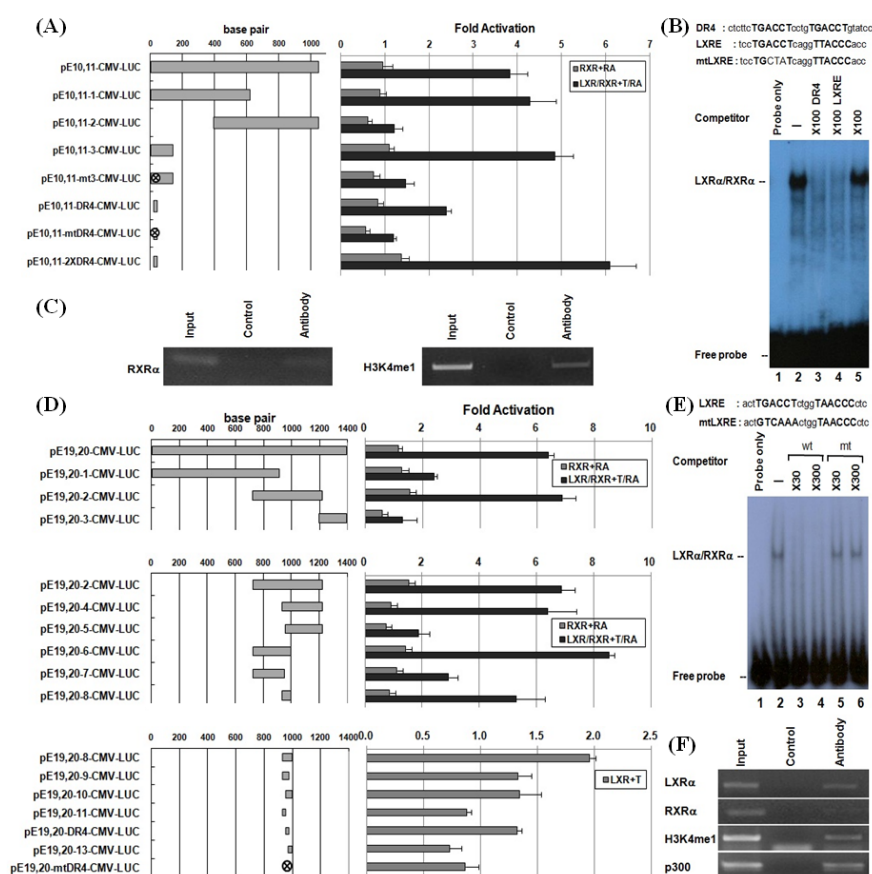 (A)
base pair
0 200 400 600 800 1000
Fold Activation
0 1 2 3 4 5 6 7
pE10,11-CMV-LUC
pE10,11-1-CMV-LUC
pE10,11-2-CMV-LUC
pE10,11-3-CMV-LUC
pE10,11-mt3-CMV-LUC
pE10,11-DR4-CMV-LUC
pE10,11-mtDR4-CMV-LUC
pE10,11-2XDR4-CMV-LUC
RXR+RA
LXR/RXR+T/RA
(B)
DR4 : ctcttcTGACCTcctgTGACCTgtatcc
LXRE : tccTGACCTcaggTTACCCacc
mtLXRE : tccTGCTATcaggTTACCCacc
Competitor
Probe only
—
X100 DR4
X100 LXRE
X100
LXRα/RXRα --
Free probe --
1 2 3 4 5
(C)
Input
Control
Antibody
RXRα
Input
Control
Antibody
H3K4me1
(D)
base pair
0 200 400 600 800 1000 1200 1400
Fold Activation
0 2 4 6 8 10
pE19,20-CMV-LUC
pE19,20-1-CMV-LUC
pE19,20-2-CMV-LUC
pE19,20-3-CMV-LUC
RXR+RA
LXR/RXR+T/RA
0 200 400 600 800 1000 1200 1400
0 2 4 6 8 10
pE19,20-2-CMV-LUC
pE19,20-4-CMV-LUC
pE19,20-5-CMV-LUC
pE19,20-6-CMV-LUC
pE19,20-7-CMV-LUC
pE19,20-8-CMV-LUC
RXR+RA
LXR/RXR+T/RA
0 200 400 600 800 1000 1200 1400
0.0 0.5 1.0 1.5 2.0 2.5
pE19,20-8-CMV-LUC
pE19,20-9-CMV-LUC
pE19,20-10-CMV-LUC
pE19,20-11-CMV-LUC
pE19,20-DR4-CMV-LUC
pE19,20-13-CMV-LUC
pE19,20-mtDR4-CMV-LUC
LXR+T
(E)
LXRE : actTGACCTctggTAACCCctc
mtLXRE : actGTCAAActggTAACCCctc
Competitor
Probe only
—
wt
X30
X300
mt
X30
X300
LXRα/RXRα --
Free probe --
1 2 3 4 5 6
(F)
Input
Control
Antibody
LXRα
RXRα
H3K4me1
p300